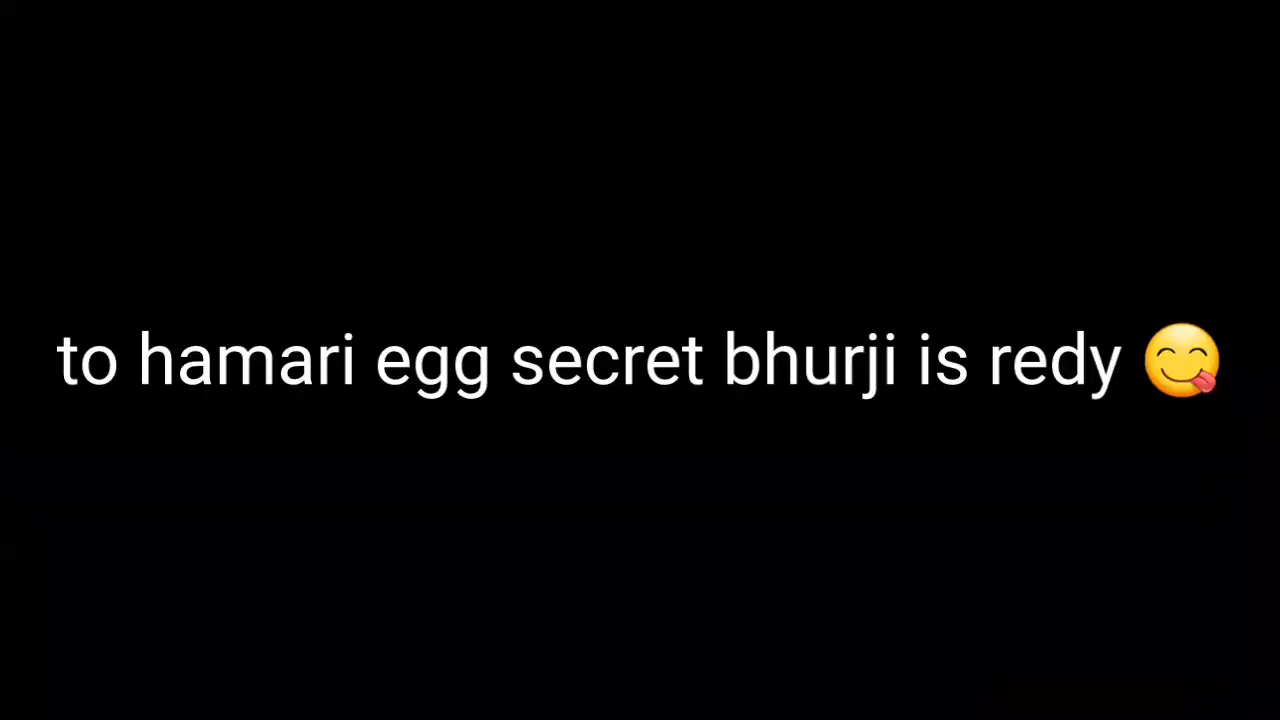 to hamari egg secret bhurji is redy 😋